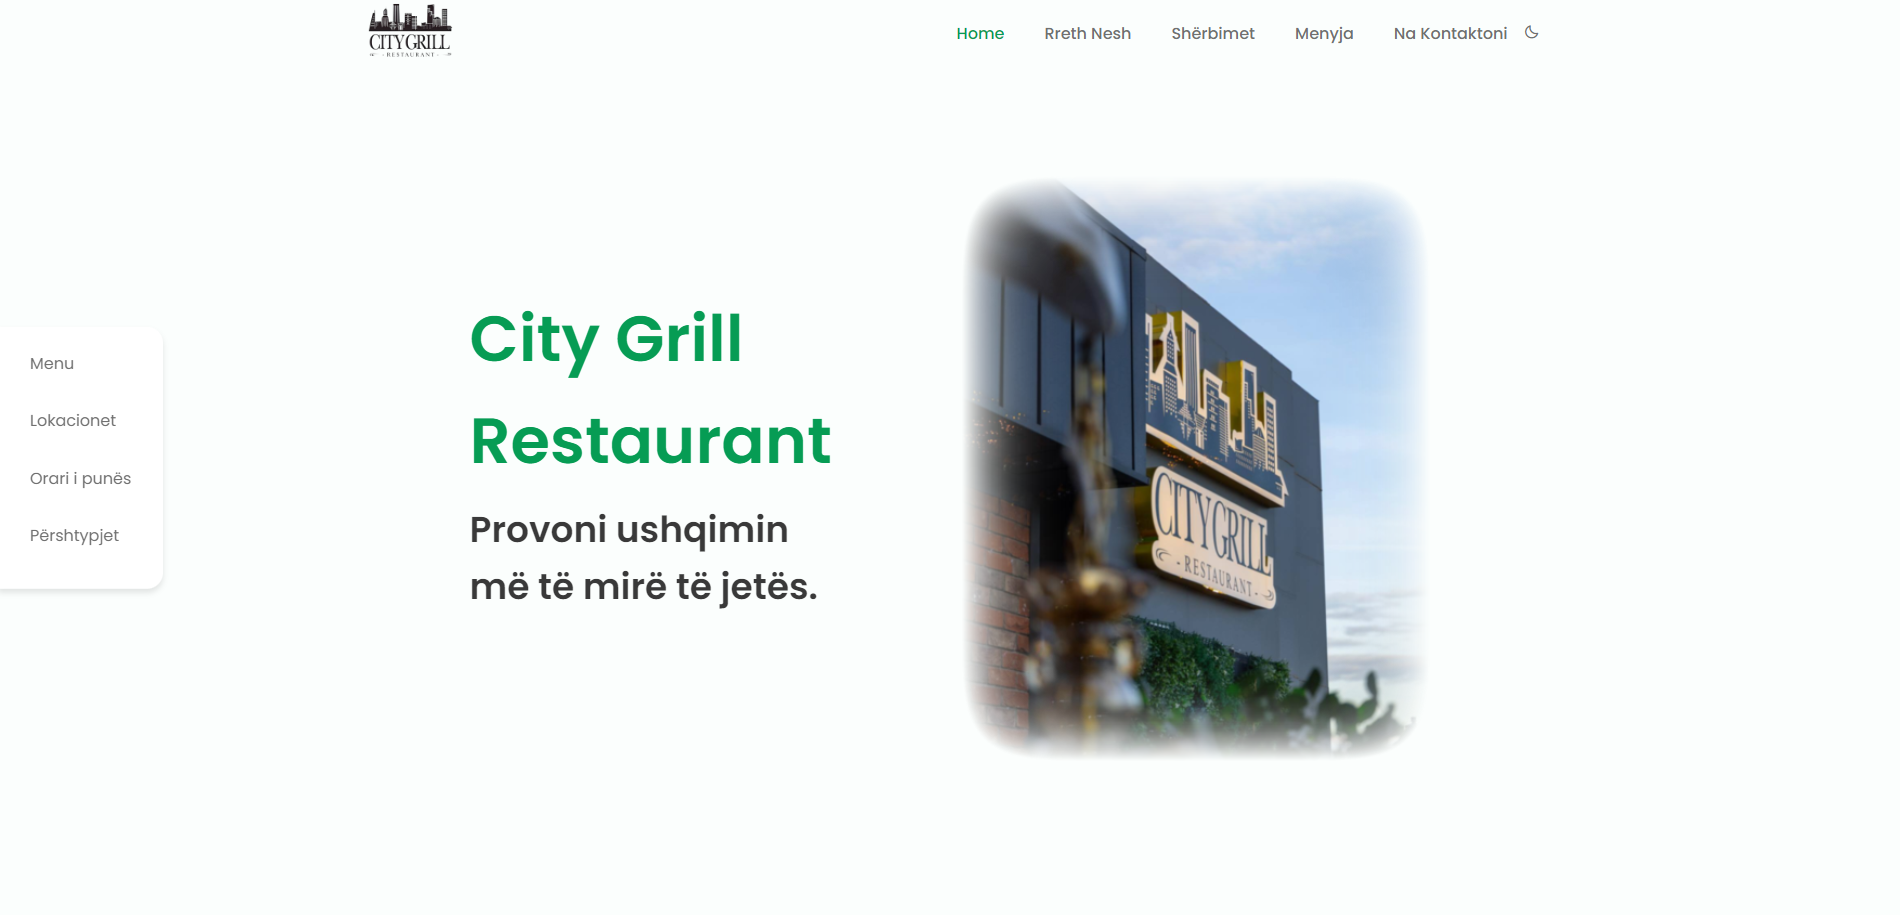 CITY GRILL
- RESTAURANT -
Home
Rreth Nesh
Shërbimet
Menyja
Na Kontaktoni
Menu
Lokacionet
Orari i punës
Përshtypjet
City Grill
Restaurant
Provoni ushqimin
më të mirë të jetës.
CITY GRILL
- RESTAURANT -